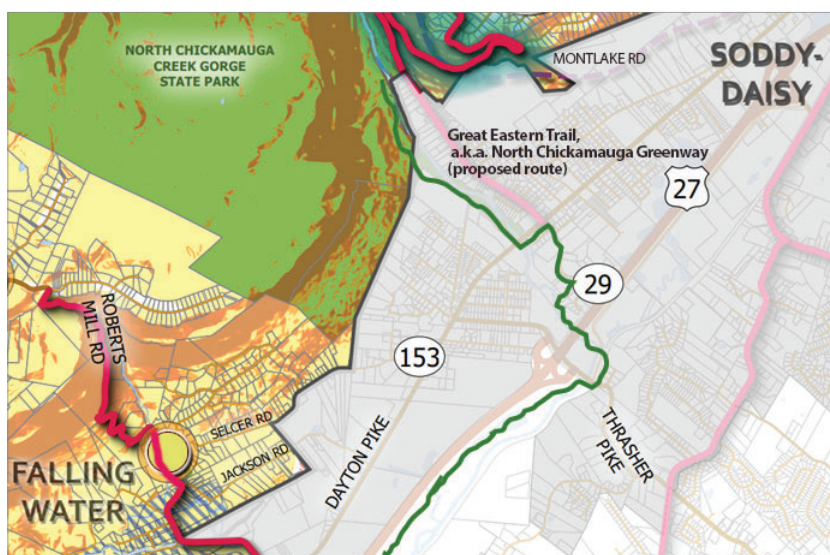 NORTH CHICKAMAUGA
CREEK GORGE
STATE PARK
MONTLAKE RD
SODDY-
DAISY
Great Eastern Trail,
a.k.a. North Chickamauga Greenway
(proposed route)
27
29
153
ROBERTS
MILL RD
SELCER RD
JACKSON RD
DAYTON PIKE
THRASHER
PIKE
FALLING
WATER